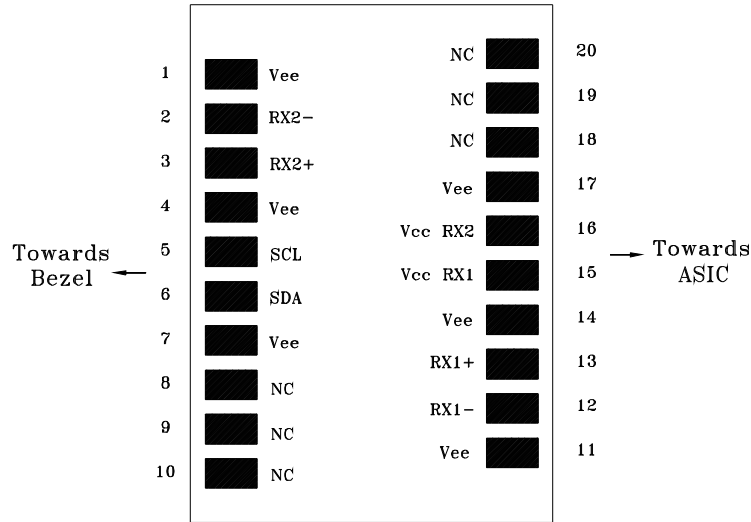 1 Vee
2 RX2-
3 RX2+
4 Vee
5 SCL
6 SDA
7 Vee
8 NC
9 NC
10 NC
Towards
Bezel
NC 20
NC 19
NC 18
Vee 17
Vcc RX2 16
Vcc RX1 15
Vee 14
RX1+ 13
RX1- 12
Vee 11
Towards
ASIC